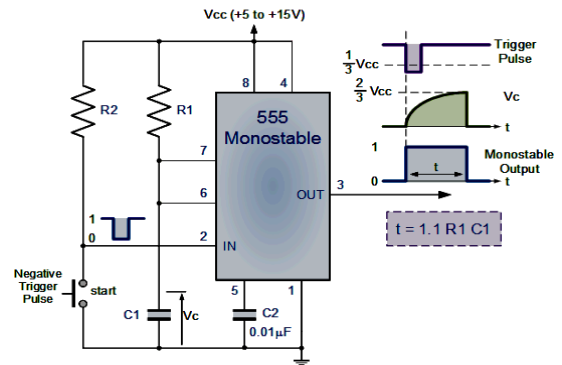 Vcc (+5 to +15V)
8
4
R2
R1
555
Monostable
7
6
OUT
3
1
0
2
IN
Negative
Trigger
Pulse
start
C1
Vc
5
1
C2
0.01µF
1/3 Vcc
Trigger
Pulse
2/3 Vcc
Vc
t
1
Monostable
Output
t
0
t
t = 1.1 R1 C1